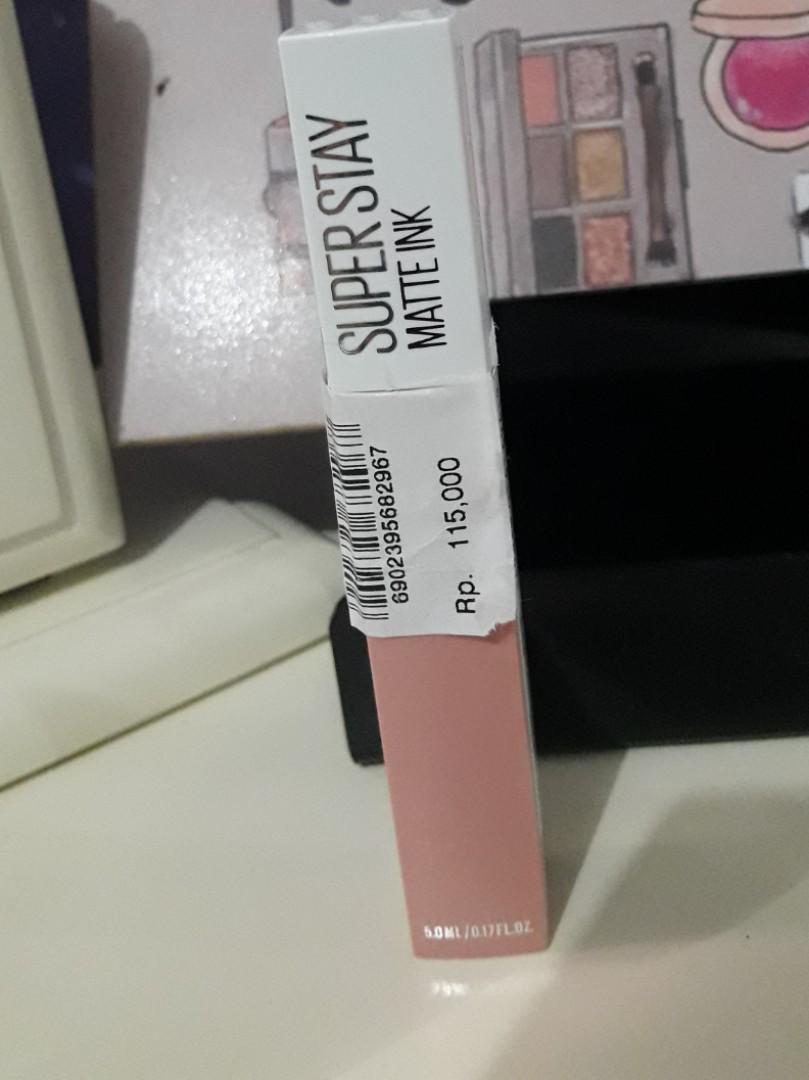 SUPER STAY
MATTE INK
6902395682967
Rp. 115,000
5.0ML/0.17FL.OZ.